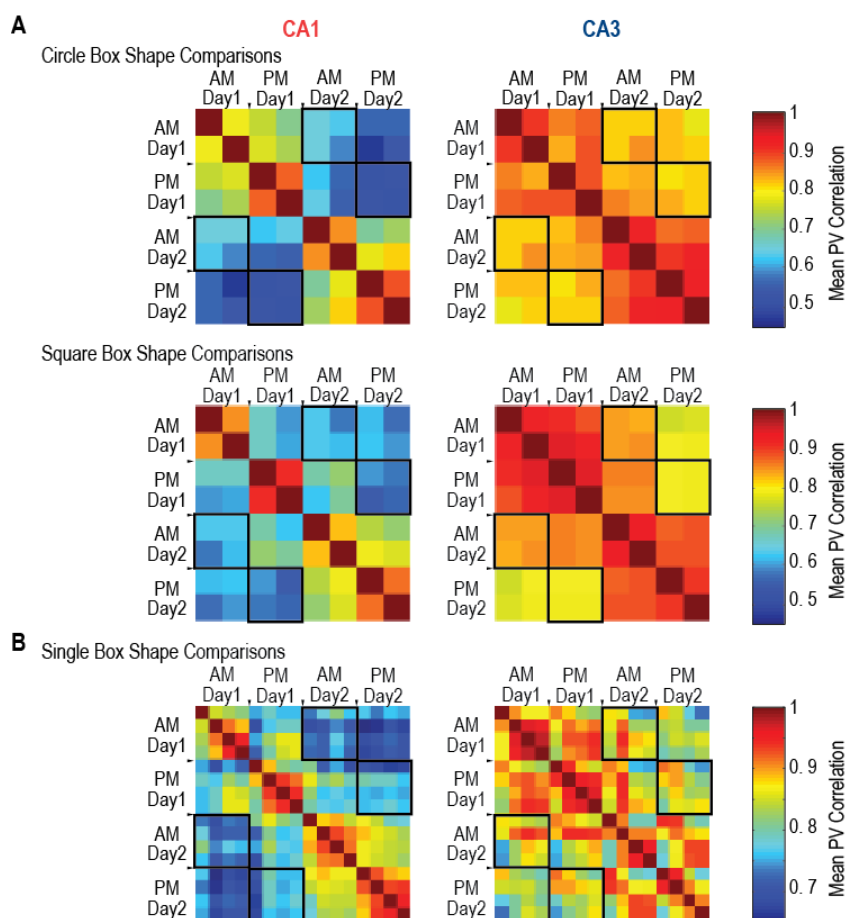 A
CA1 CA3
Circle Box Shape Comparisons
AM PM AM PM
Day1 Day1 Day2 Day2
AM PM AM PM
Day1 Day1 Day2 Day2
AM
Day1
PM
Day1
AM
Day2
PM
Day2
AM
Day1
PM
Day1
AM
Day2
PM
Day2
1
0.9
0.8
0.7
0.6
0.5
Mean PV Correlation
Square Box Shape Comparisons
AM PM AM PM
Day1 Day1 Day2 Day2
AM PM AM PM
Day1 Day1 Day2 Day2
AM
Day1
PM
Day1
AM
Day2
PM
Day2
AM
Day1
PM
Day1
AM
Day2
PM
Day2
1
0.9
0.8
0.7
0.6
0.5
Mean PV Correlation
B
Single Box Shape Comparisons
AM PM AM PM
Day1 Day1 Day2 Day2
AM PM AM PM
Day1 Day1 Day2 Day2
AM
Day1
PM
Day1
AM
Day2
PM
Day2
AM
Day1
PM
Day1
AM
Day2
PM
Day2
1
0.9
0.8
0.7
Mean PV Correlation